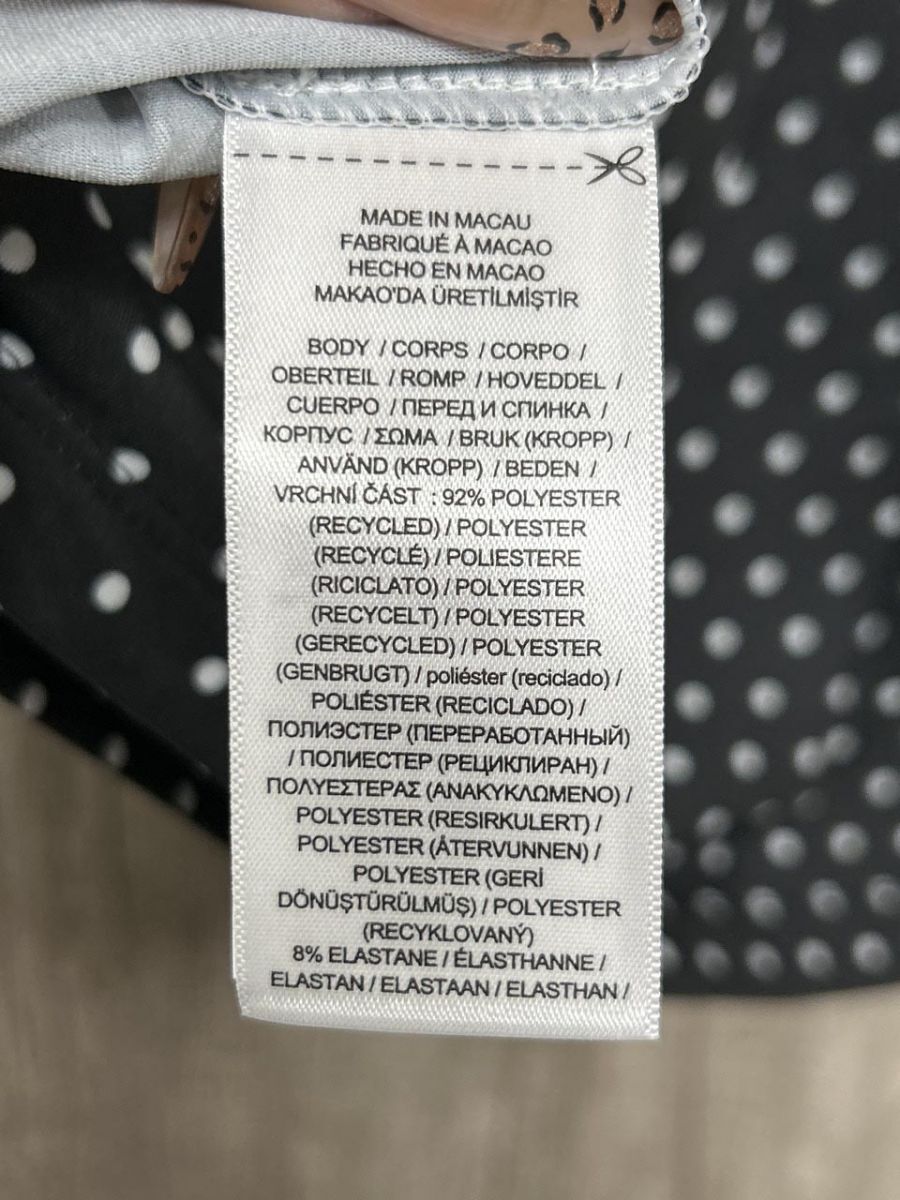 MADE IN MACAU
FABRIQUÉ À MACAO
HECHO EN MACAO
MAKAO'DA ÜRETİLMİŞTİR
BODY / CORPS / CORPO /
OBERTEIL / ROMP / HOVEDDEL /
CUERPO / ПЕРЕД И СПИНКА /
КОРПУС / ΣΩΜΑ / BRUK (KROPP) /
ANVÄND (KROPP) / BEDEN /
VRCHNÍ ČÁST : 92% POLYESTER
(RECYCLED) / POLYESTER
(RECYCLÉ) / POLIESTERE
(RICICLATO) / POLYESTER
(RECYCELT) / POLYESTER
(GERECYCLED) / POLYESTER
(GENBRUGT) / poliéster (reciclado) /
POLIÉSTER (RECICLADO) /
ПОЛИЭСТЕР (ПЕРЕРАБОТАННЫЙ)
/ ПОЛИЕСТЕР (РЕЦИКЛИРАН) /
ΠΟΛΥΕΣΤΕΡΑΣ (ΑΝΑΚΥΚΛΩΜΕΝΟ) /
POLYESTER (RESIRKULERT) /
POLYESTER (ÅTERVUNNEN) /
POLYESTER (GERİ
DÖNÜŞTÜRÜLMÜŞ) / POLYESTER
(RECYKLOVANÝ)
8% ELASTANE / ÉLASTHANNE /
ELASTAN / ELASTAAN / ELASTHAN /